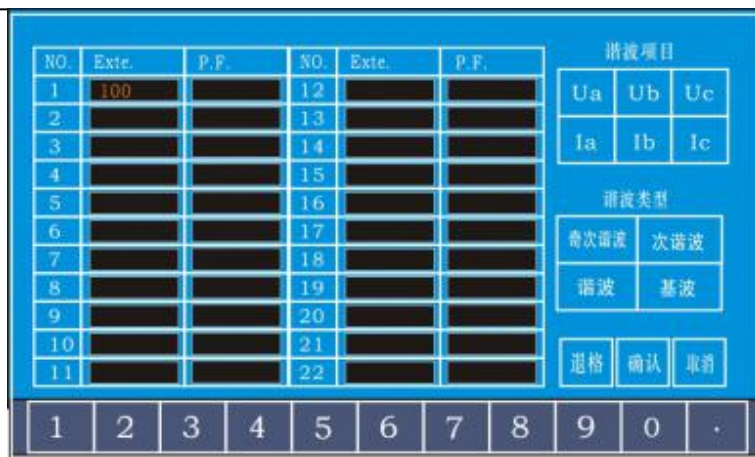 NO. Exte. P.F. NO. Exte. P.F.
1 100 12
2 13
3 14
4 15
5 16
6 17
7 18
8 19
9 20
10 21
11 22
谐波项目
Ua Ub Uc
Ia Ib Ic
谐波类型
奇次谐波 次谐波
谐波 基波
退格 确认 取消
1 2 3 4 5 6 7 8 9 0 .